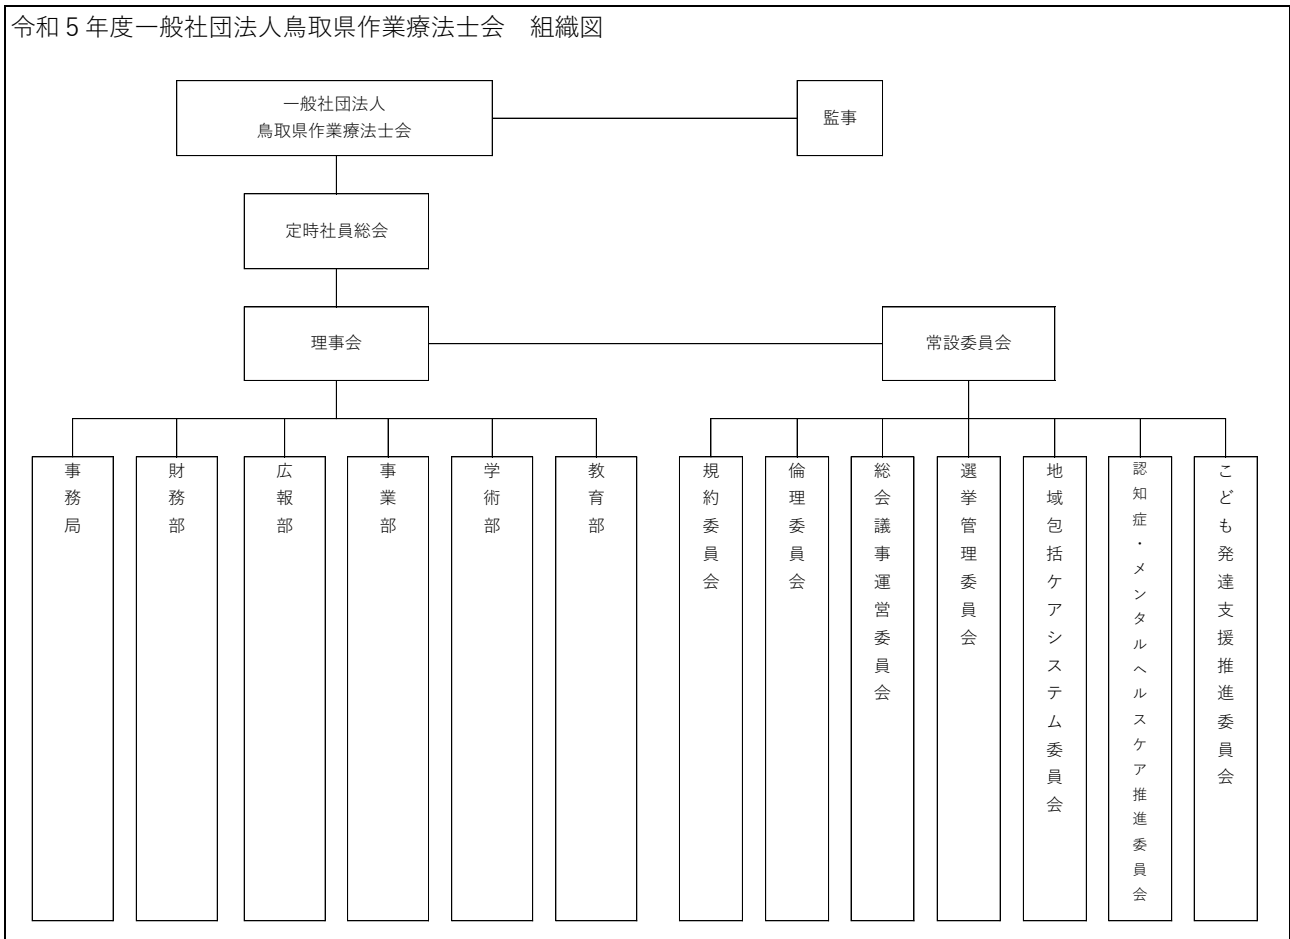 令和５年度一般社団法人鳥取県作業療法士会　組織図
一般社団法人
鳥取県作業療法士会
監事
定時社員総会
理事会
常設委員会
事務局
財務部
広報部
事業部
学術部
教育部
規約委員会
倫理委員会
総会議事運営委員会
選挙管理委員会
地域包括ケアシステム委員会
認知症・メンタルヘルスケア推進委員会
こども発達支援推進委員会